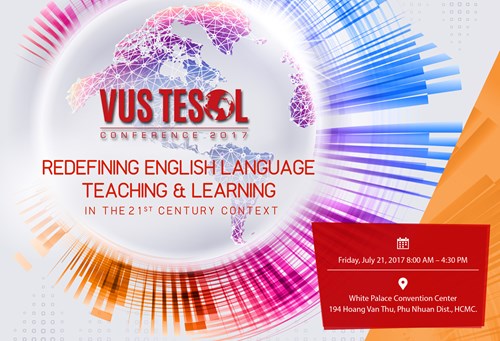 VUS TESOL
CONFERENCE 2017
REDEFINING ENGLISH LANGUAGE
TEACHING & LEARNING
IN THE 21ST CENTURY CONTEXT
Friday, July 21, 2017 8:00 AM – 4:30 PM
White Palace Convention Center
194 Hoang Van Thu, Phu Nhuan Dist., HCMC.